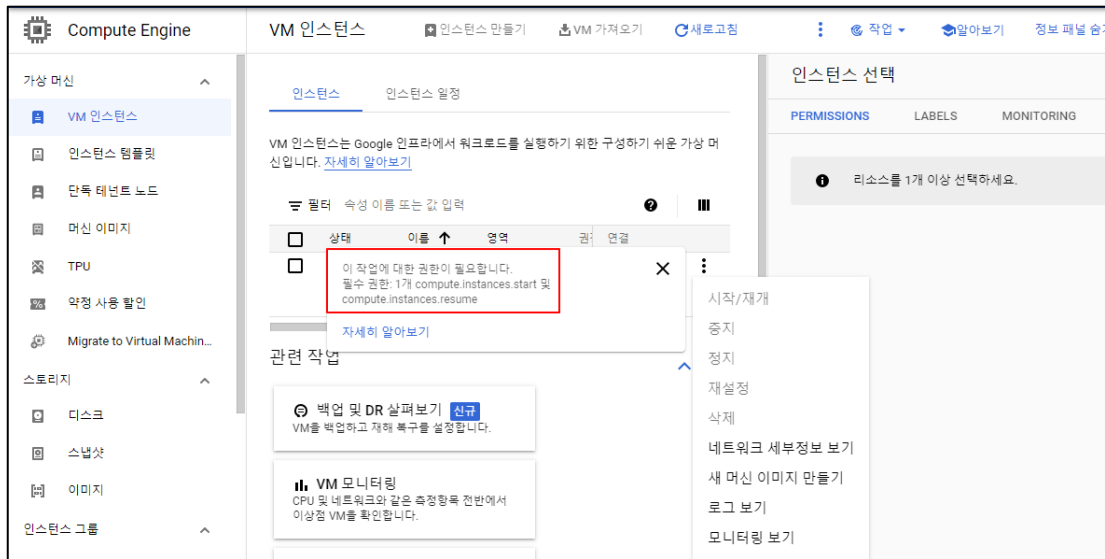 Compute Engine
VM 인스턴스
인스턴스 만들기
VM 가져오기
새로고침
작업
알아보기
정보 패널 숨기
가상 머신
VM 인스턴스
인스턴스 템플릿
단독 테넌트 노드
머신 이미지
TPU
약정 사용 할인
Migrate to Virtual Machin...
스토리지
디스크
스냅샷
이미지
인스턴스 그룹
인스턴스
인스턴스 일정
VM 인스턴스는 Google 인프라에서 워크로드를 실행하기 위한 구성하기 쉬운 가상 머
신입니다. 자세히 알아보기
필터 속성 이름 또는 값 입력
상태 이름 영역 연결
이 작업에 대한 권한이 필요합니다.
필수 권한: 1개 compute.instances.start 및
compute.instances.resume
자세히 알아보기
관련 작업
백업 및 DR 살펴보기 신규
VM을 백업하고 재해 복구를 설정합니다.
VM 모니터링
CPU 및 네트워크와 같은 측정항목 전반에서
이상점 VM을 확인합니다.
시작/재개
중지
정지
재설정
삭제
네트워크 세부정보 보기
새 머신 이미지 만들기
로그 보기
모니터링 보기
인스턴스 선택
PERMISSIONS
LABELS
MONITORING
리소스를 1개 이상 선택하세요.